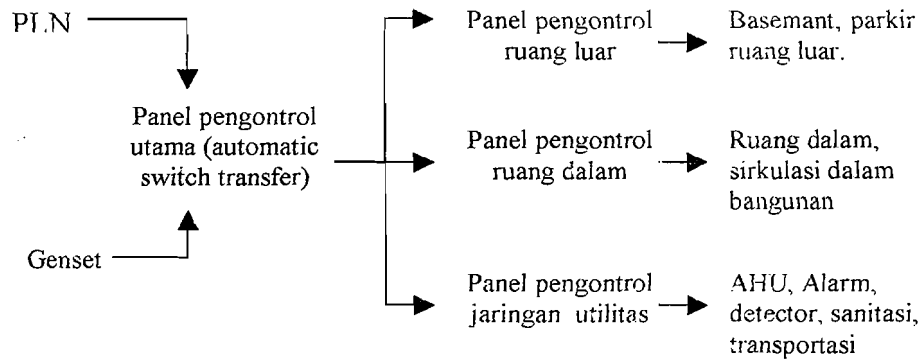 PLN
Panel pengontrol
utama (automatic
switch transfer)
Genset
Panel pengontrol
ruang luar
Basemant, parkir
ruang luar.
Panel pengontrol
ruang dalam
Ruang dalam,
sirkulasi dalam
bangunan
Panel pengontrol
jaringan utilitas
AHU, Alarm,
detector, sanitasi,
transportasi